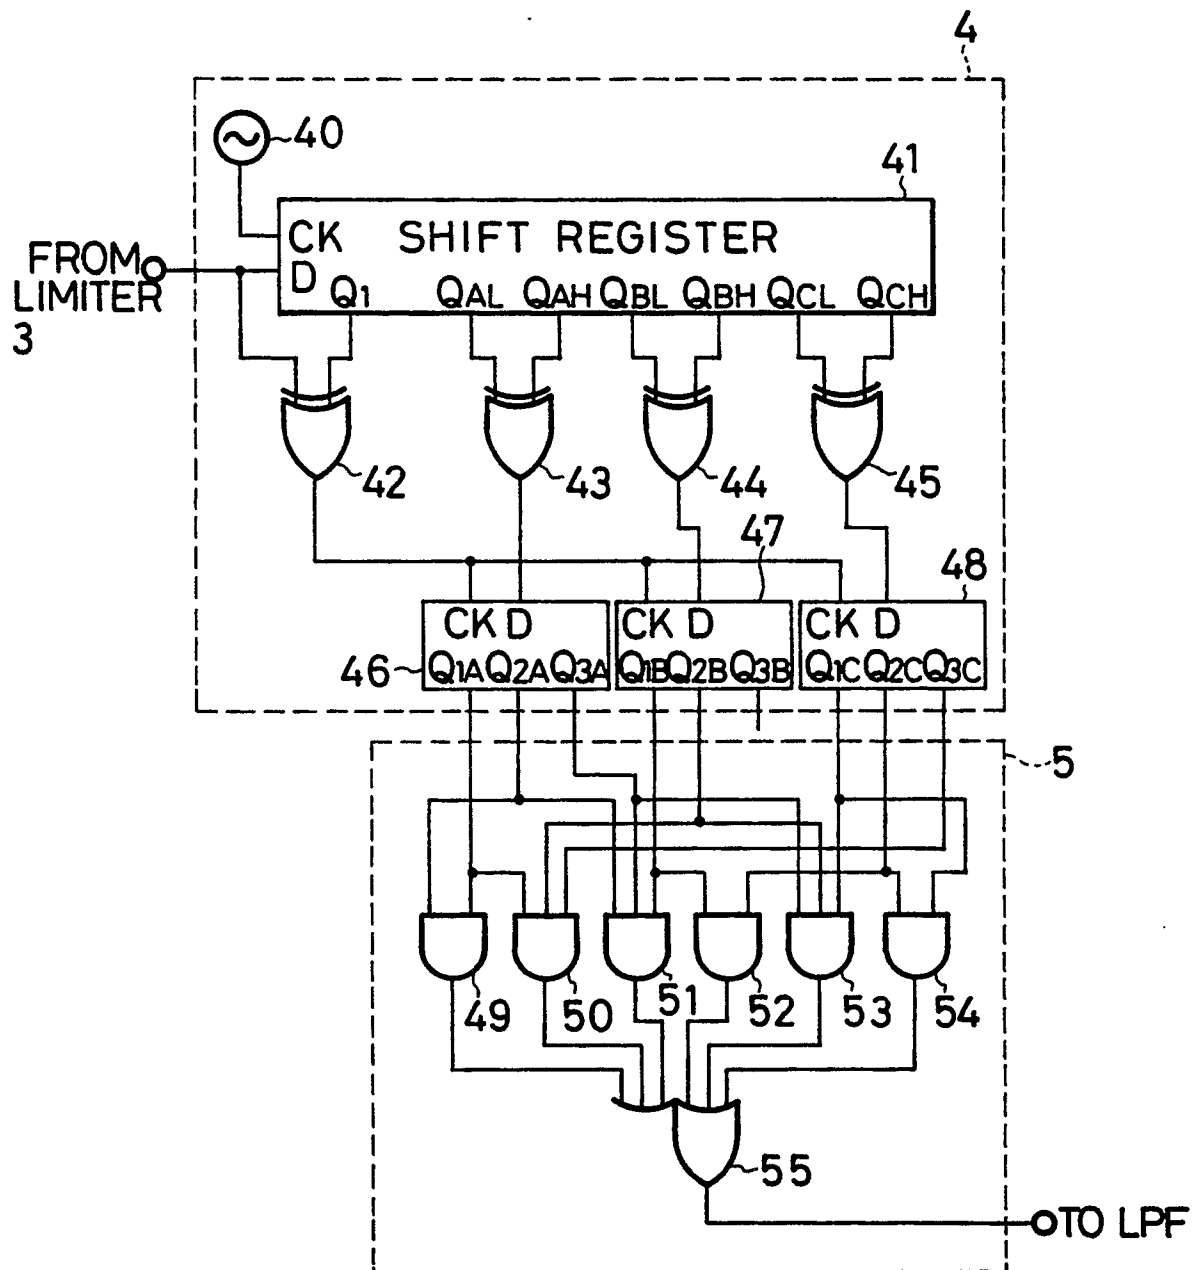 4
40
41
CK SHIFT REGISTER
FROM
LIMITER
3
D
Q1 QAL QAH QBL QBH QCL QCH
42 43 44 45
47
48
CK D CK D CK D
46
Q1A Q2A Q3A Q1B Q2B Q3B Q1C Q2C Q3C
5
49 50 51 52 53 54
55
TO LPF